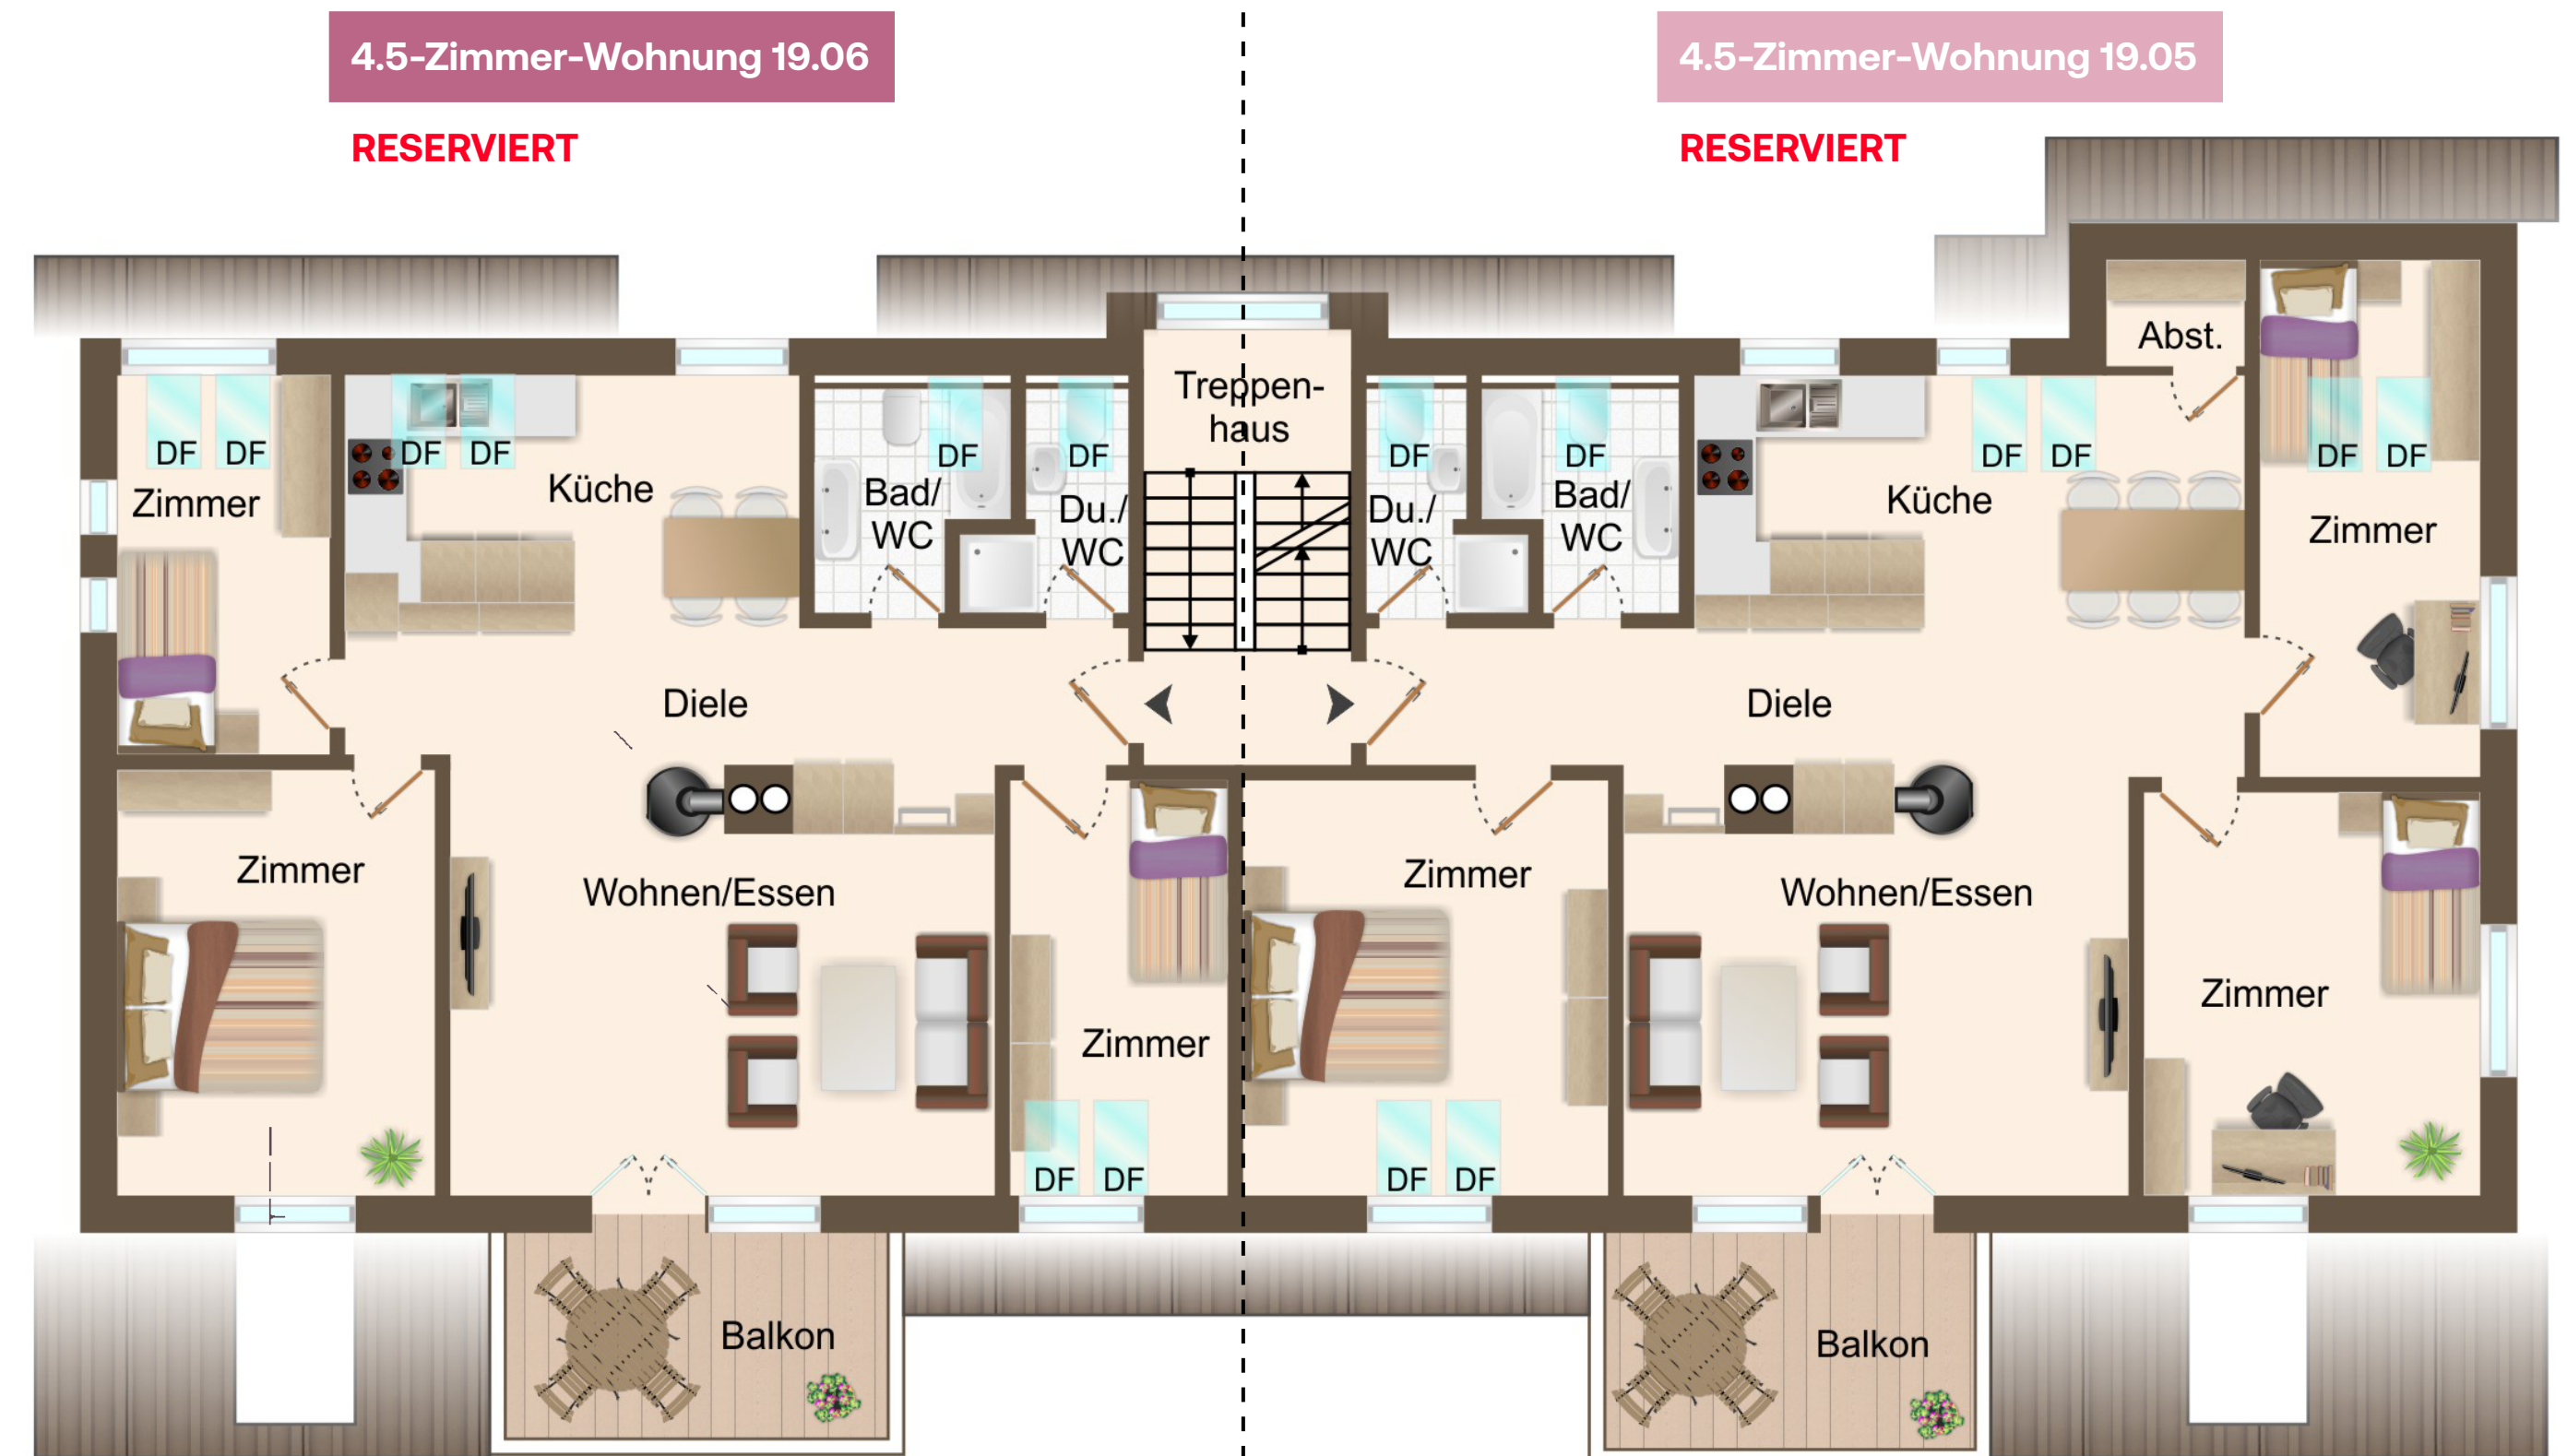 4.5-Zimmer-Wohnung 19.06
RESERVIERT
4.5-Zimmer-Wohnung 19.05
RESERVIERT
DF DF
Zimmer
DF DF
Küche
DF
Bad/
WC
DF
Du./
WC
Treppen-
haus
DF
Du./
WC
DF
Bad/
WC
Küche
DF DF
Abst.
DF DF
Zimmer
Diele
Diele
Zimmer
Wohnen/Essen
Zimmer
DF DF
Zimmer
DF DF
Wohnen/Essen
Zimmer
Balkon
Balkon